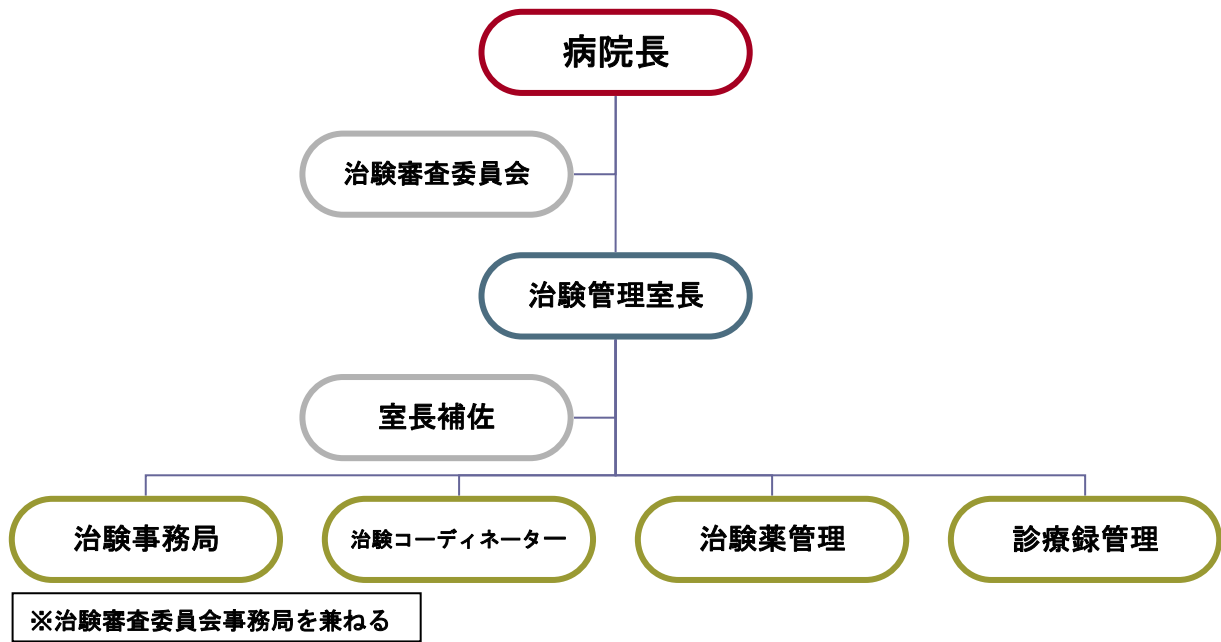 病院長
治験審査委員会
治験管理室長
室長補佐
治験事務局
治験コーディネーター
治験薬管理
診療録管理
※治験審査委員会事務局を兼ねる